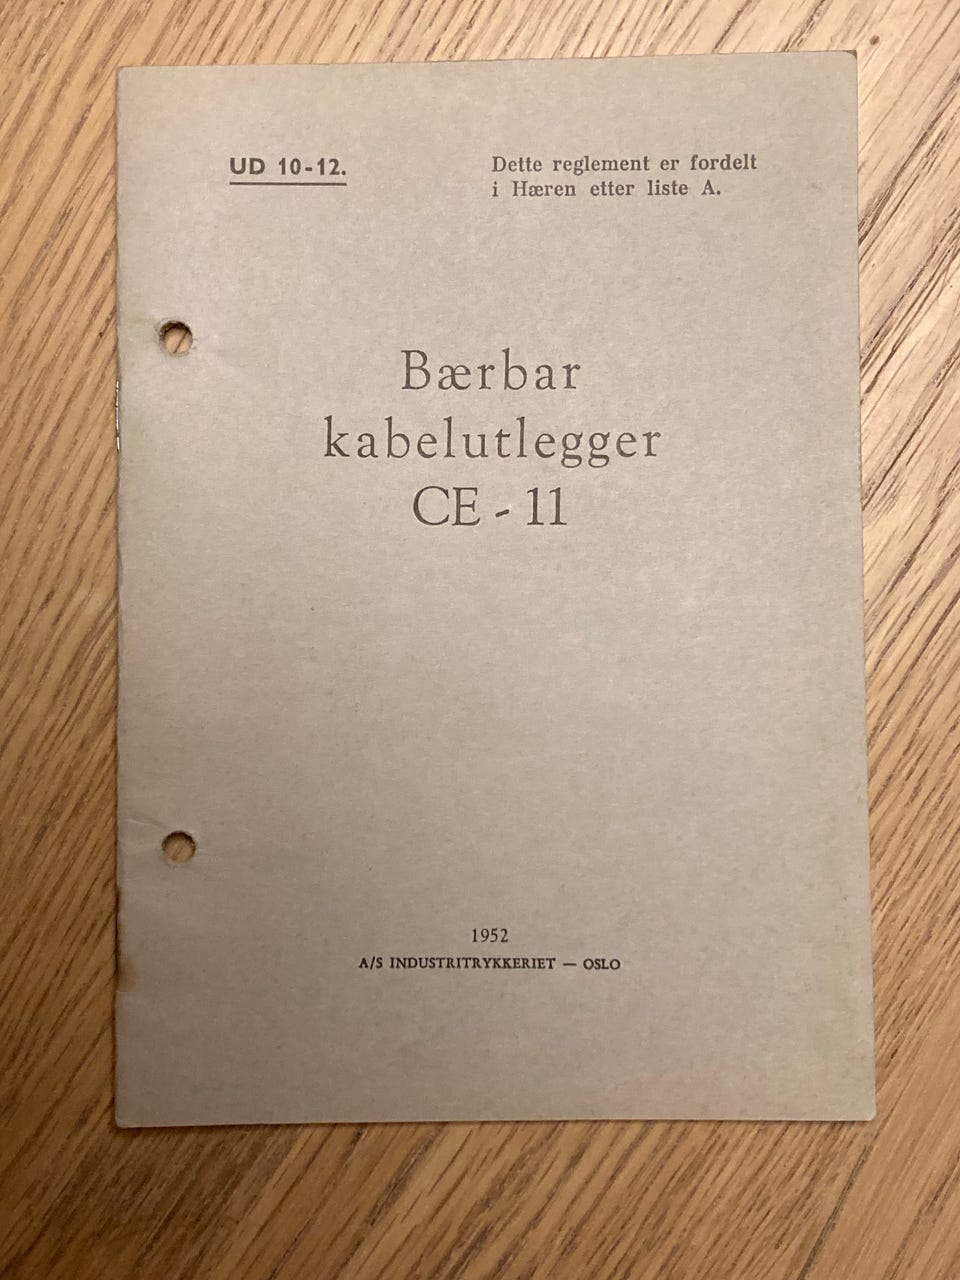 UD 10-12.
Dette reglement er fordelt
i Hæren etter liste A.
Bærbar
kabelutlegger
CE - 11
1952
A/S INDUSTRITRYKKERIET — OSLO